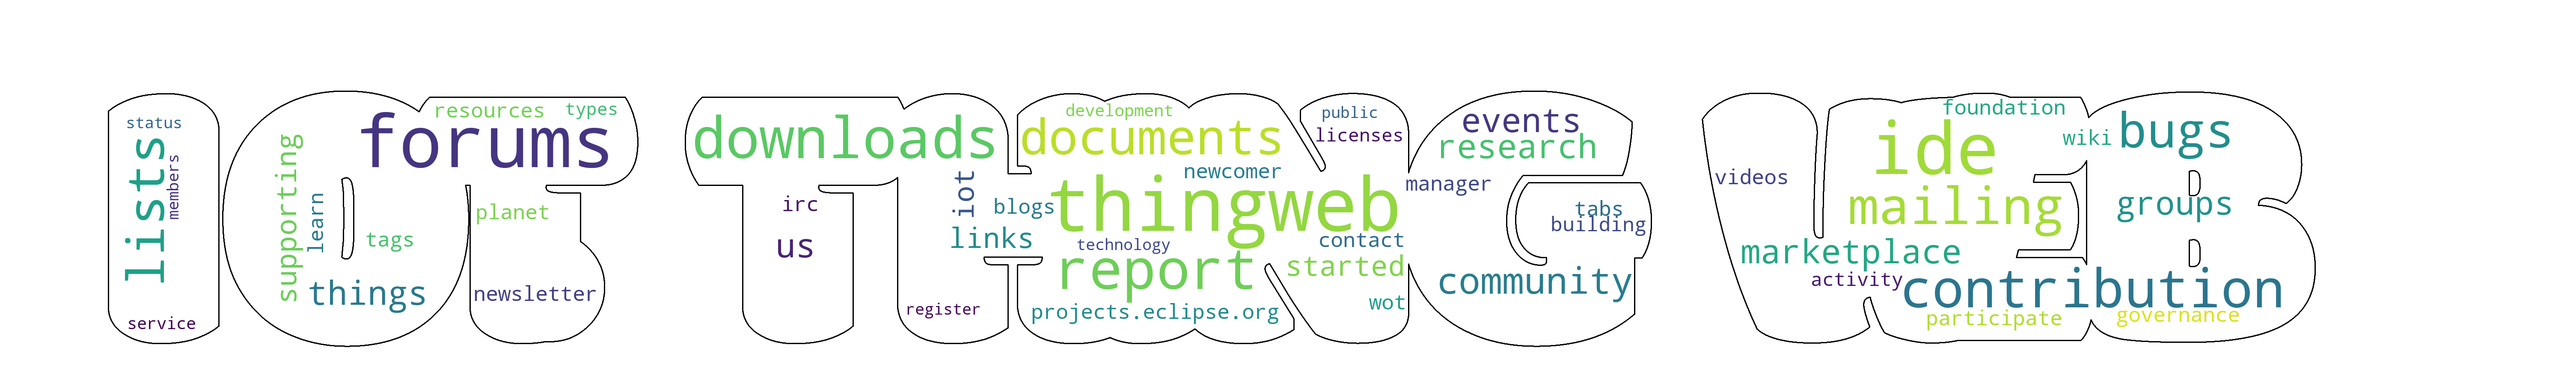 status
lists
members
service
supporting
learn
tags
things
forums
resources
types
planet
newsletter
downloads
irc
us
iot
blogs
links
register
development
documents
newcomer
thingweb
technology
report
projects.eclipse.org
public
licenses
contact
started
wot
manager
events
research
tabs
building
community
videos
marketplace
activity
foundation
ide
mailing
contribution
participate
wiki
bugs
groups
governance